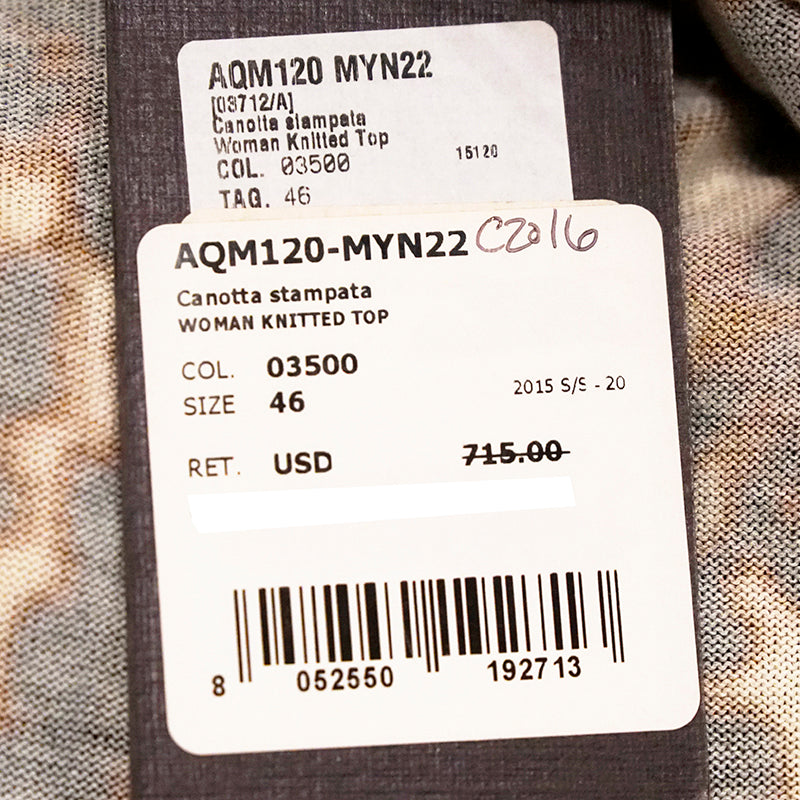 AQM120 MYN22
[03712/A]
Canotta stampata
Woman Knitted Top
COL. 03500
15120
TAG. 46
AQM120-MYN22 C2016
Canotta stampata
WOMAN KNITTED TOP
COL. 03500
SIZE 46
2015 S/S - 20
RET. USD 715.00
8 052550 192713